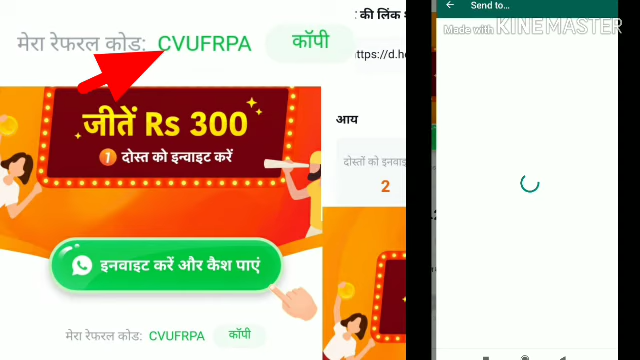 मेरा रेफरल कोड: CVUFRPA कॉपी
जीतें Rs 300
1 दोस्त को इन्वाइट करें
इनवाइट करें और कैश पाएं
मेरा रेफरल कोड: CVUFRPA कॉपी
की लिंक
https://d.h
आय
दोस्तों को इनवाइ
2
Send to...
Made with KINEMASTER